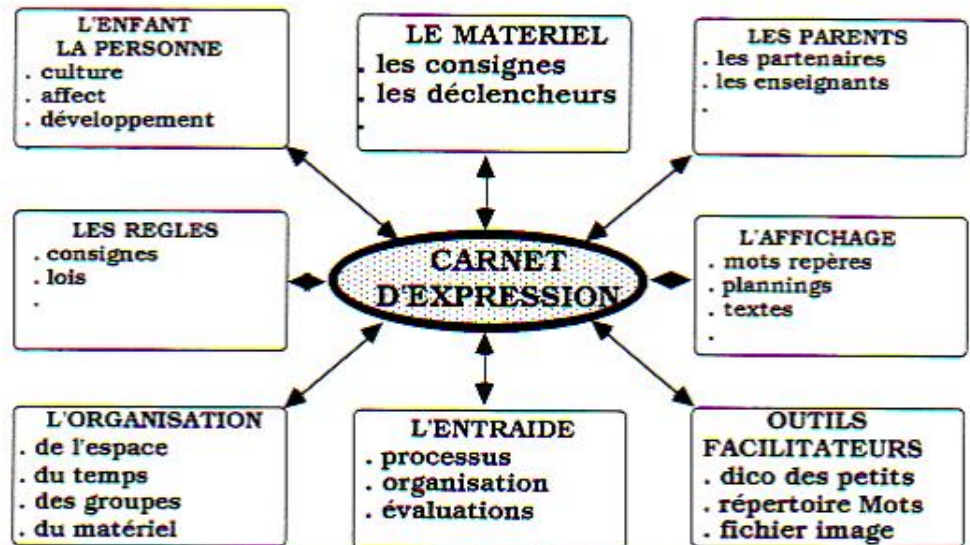 L'ENFANT
LA PERSONNE
. culture
. affect
. développement
.
LE MATERIEL
. les consignes
. les déclencheurs
.
LES PARENTS
. les partenaires
. les enseignants
.
LES REGLES
. consignes
. lois
.
CARNET
D'EXPRESSION
L'AFFICHAGE
. mots repères
. plannings
. textes
.
L'ORGANISATION
. de l'espace
. du temps
. des groupes
. du matériel
L'ENTRAIDE
. processus
. organisation
. évaluations
OUTILS
FACILITATEURS
. dico des petits
. répertoire Mots
. fichier image